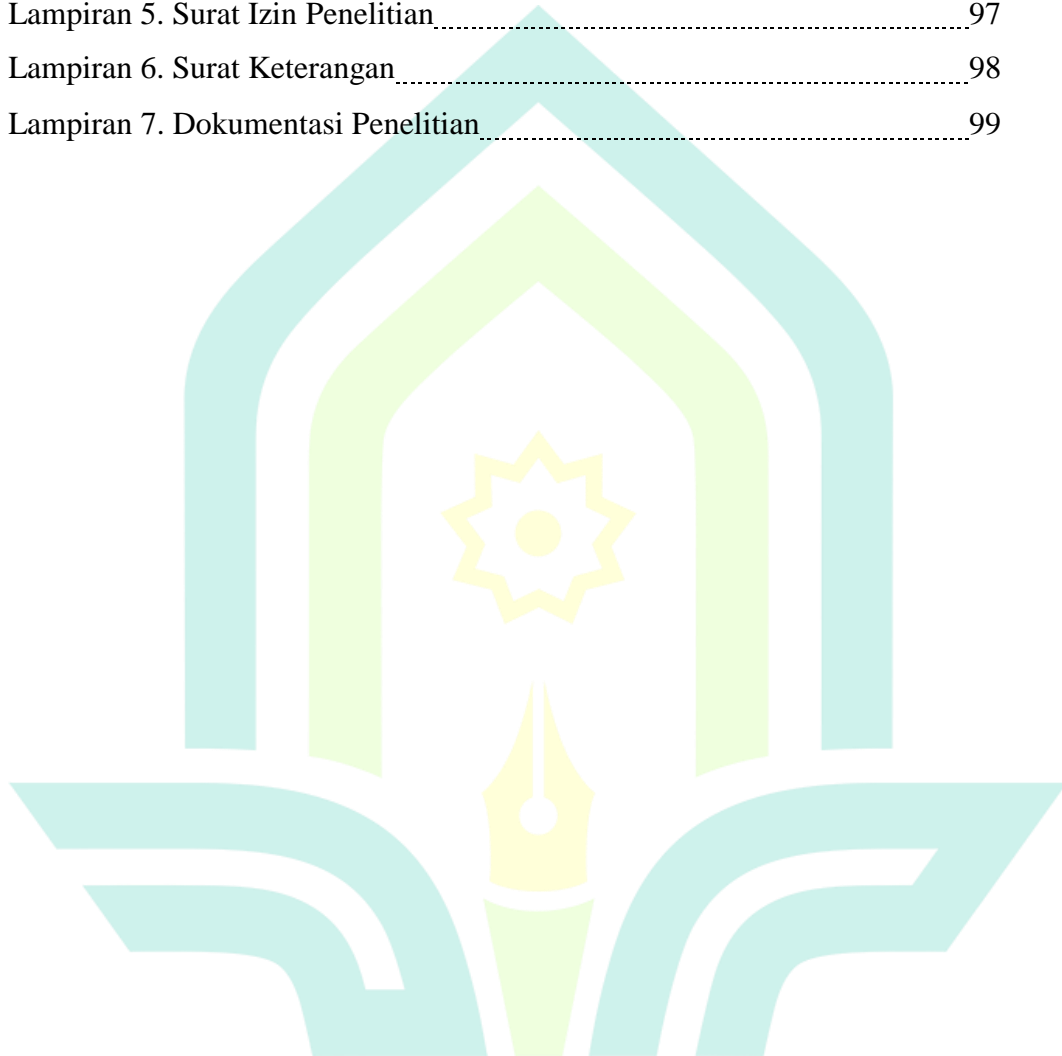 Lampiran 5. Surat Izin Penelitian 97
Lampiran 6. Surat Keterangan 98
Lampiran 7. Dokumentasi Penelitian 99